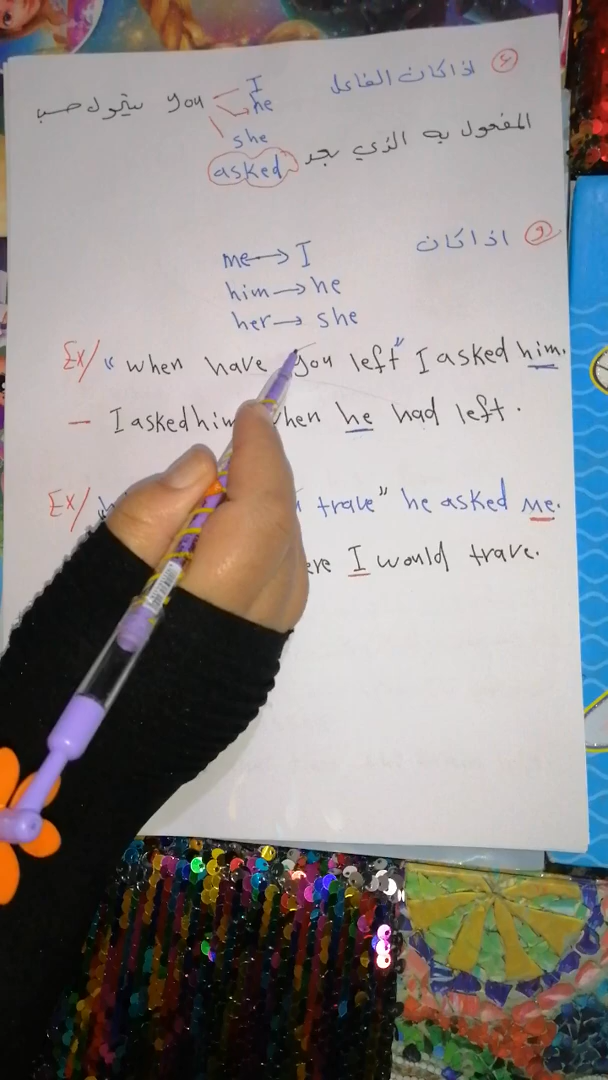 ٤ اذا كان الفاعل you سيتحول حسب
I
he
she
المفعول به الذي بعد asked
و اذا كان
me → I
him → he
her → she
Ex/ "when have you left" I asked him.
– I asked him when he had left.
Ex/ trave" he asked me.
I would trave.